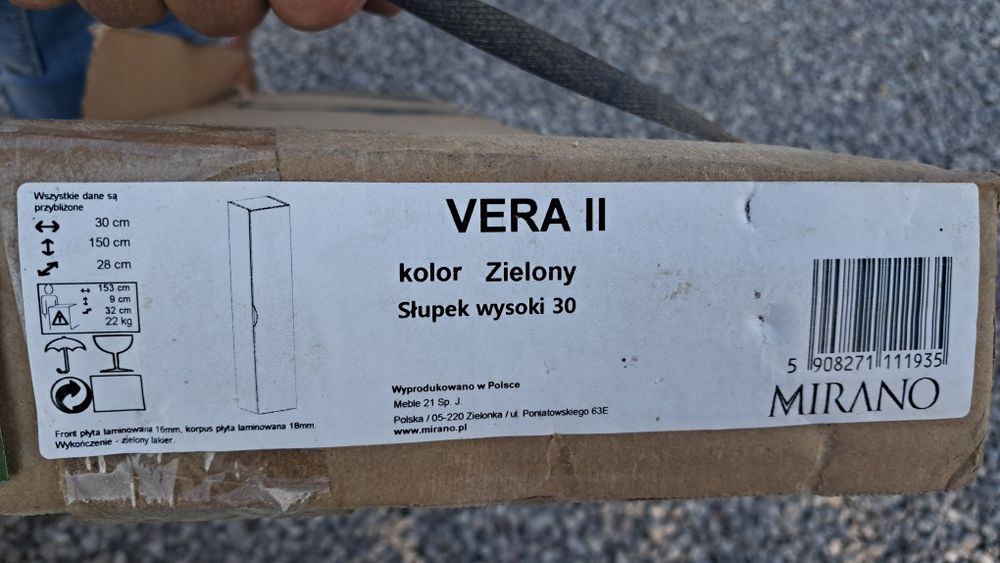 Wszystkie dane są
przybliżone
30 cm
150 cm
28 cm
153 cm
9 cm
32 cm
22 kg
VERA II
kolor Zielony
Słupek wysoki 30
Wyprodukowano w Polsce
Meble 21 Sp. J.
Polska / 05-220 Zielonka / ul. Poniatowskiego 63E
www.mirano.pl
5 908271 111935
MIRANO
Front płyta laminowana 16mm, korpus płyta laminowana 18mm.
Wykończenie - zielony lakier.